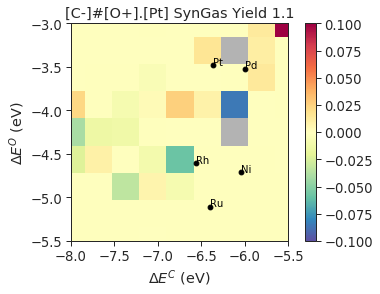 [C-]#[O+].[Pt] SynGas Yield 1.1
−3.0
−3.5
−4.0
−4.5
−5.0
−5.5
ΔE^O (eV)
Pt
Pd
Rh
Ni
Ru
−8.0 −7.5 −7.0 −6.5 −6.0 −5.5
ΔE^C (eV)
0.100
0.075
0.050
0.025
0.000
−0.025
−0.050
−0.075
−0.100